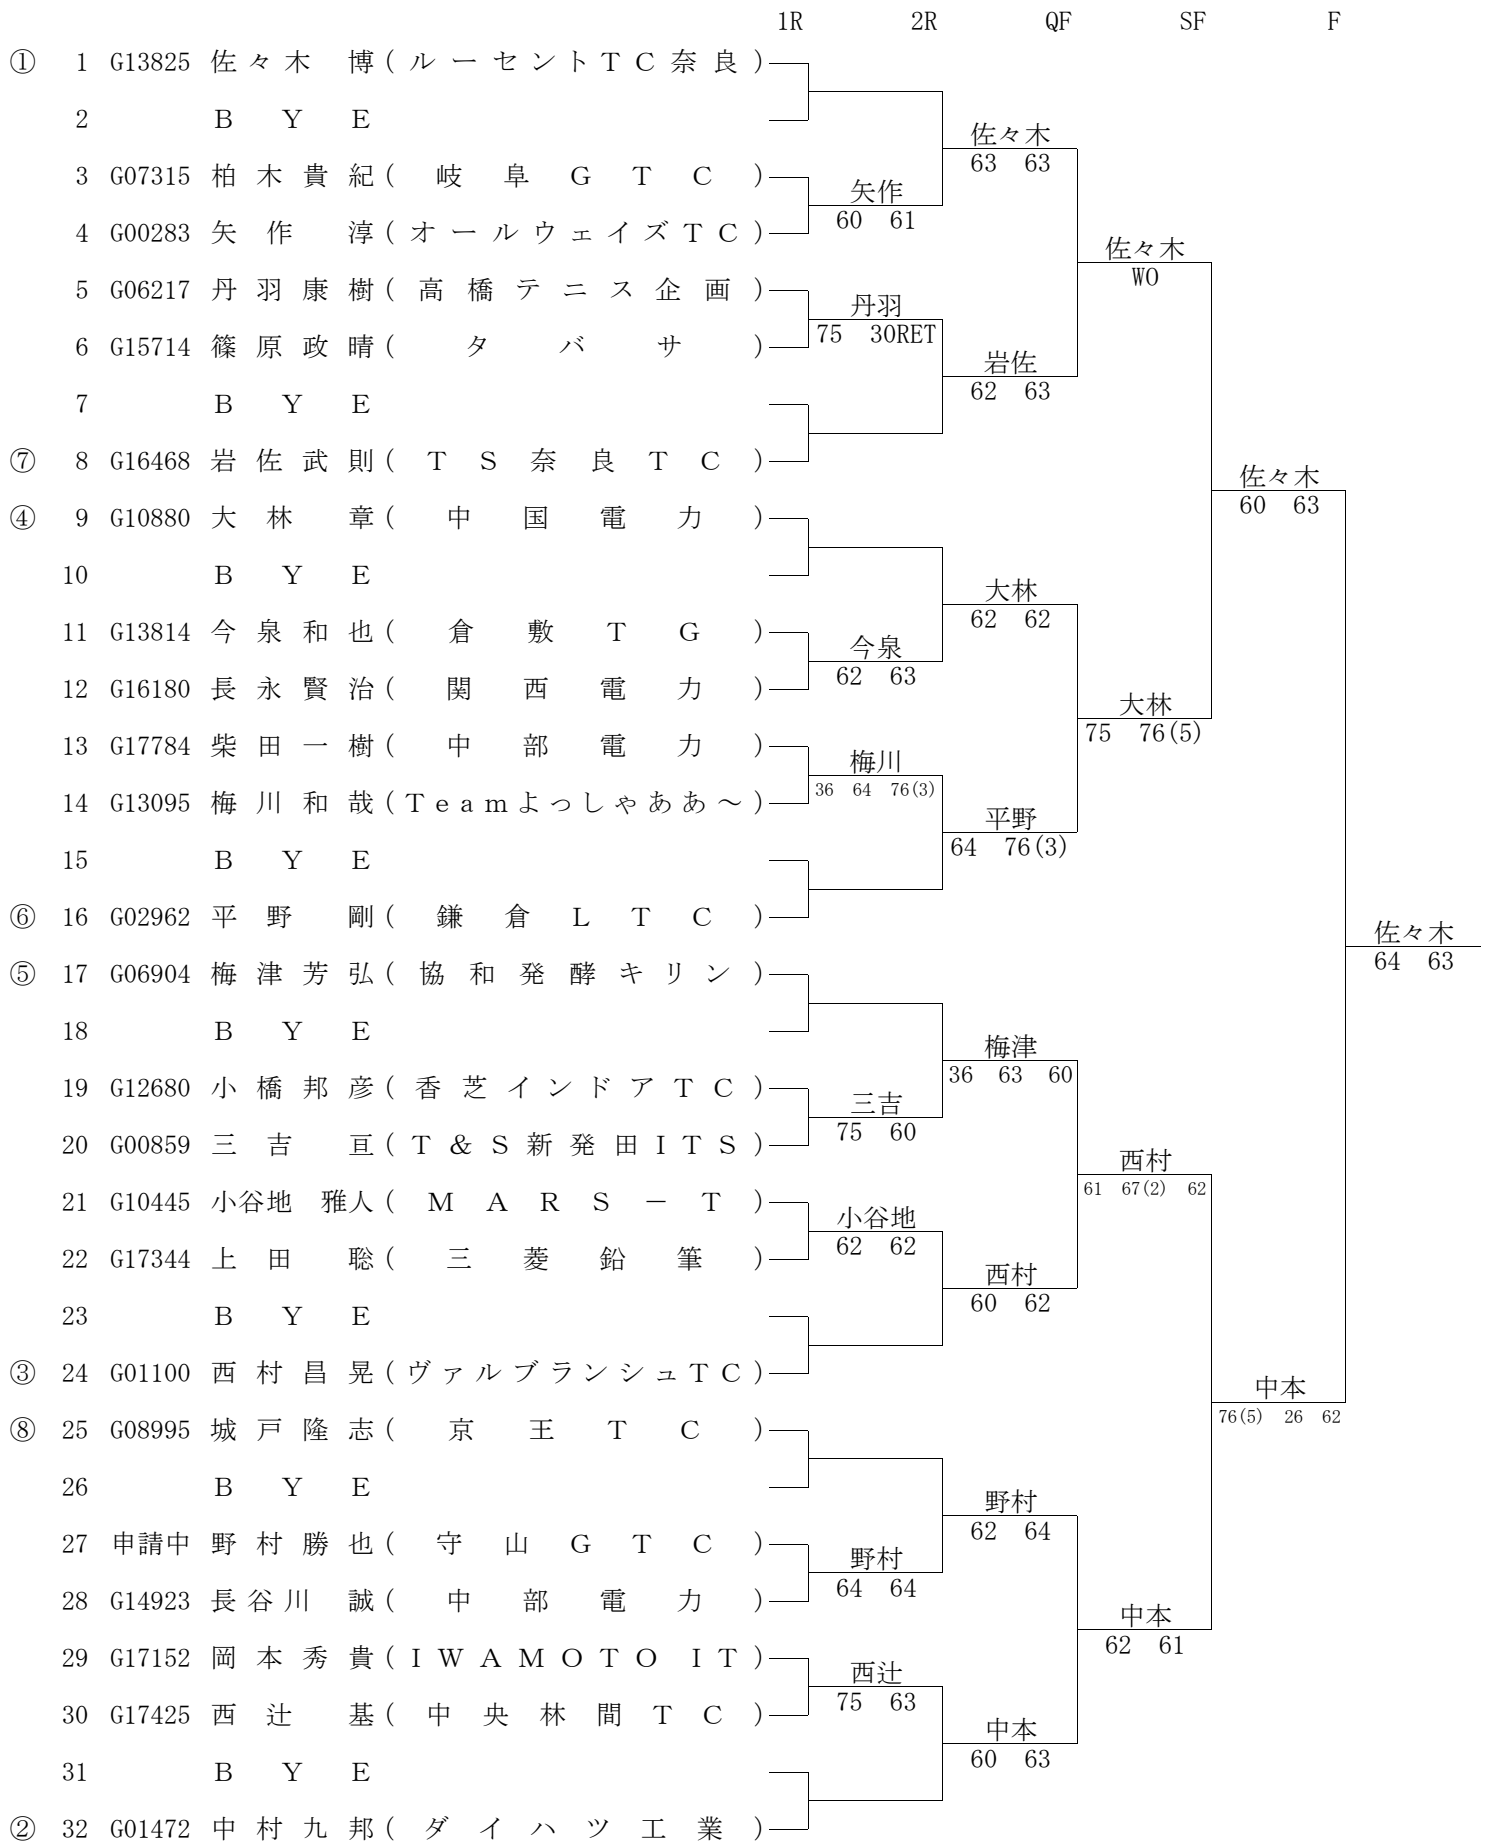 1R 2R QF SF F
① 1 G13825 佐々木 博(ルーセントTC奈良)
2 BYE
佐々木
63 63
3 G07315 柏木貴紀(岐阜GTC)
矢作
60 61
4 G00283 矢作 淳(オールウェイズTC)
佐々木
WO
5 G06217 丹羽康樹(高橋テニス企画)
丹羽
75 30RET
6 G15714 篠原政晴(タバサ)
岩佐
62 63
7 BYE
⑦ 8 G16468 岩佐武則(TS奈良TC)
佐々木
60 63
④ 9 G10880 大林 章(中国電力)
10 BYE
大林
62 62
11 G13814 今泉和也(倉敷TG)
今泉
62 63
12 G16180 長永賢治(関西電力)
大林
75 76(5)
13 G17784 柴田一樹(中部電力)
梅川
36 64 76(3)
14 G13095 梅川和哉(Teamよっしゃああ~)
平野
64 76(3)
15 BYE
⑥ 16 G02962 平野 剛(鎌倉LTC)
佐々木
64 63
⑤ 17 G06904 梅津芳弘(協和発酵キリン)
18 BYE
梅津
36 63 60
19 G12680 小橋邦彦(香芝インドアTC)
三吉
75 60
20 G00859 三吉 亘(T&S新発田ITS)
西村
61 67(2) 62
21 G10445 小谷地 雅人(MARS-T)
小谷地
62 62
22 G17344 上田 聡(三菱鉛筆)
西村
60 62
23 BYE
③ 24 G01100 西村昌晃(ヴァルブランシュTC)
中本
76(5) 26 62
⑧ 25 G08995 城戸隆志(京王TC)
26 BYE
野村
62 64
27 申請中 野村勝也(守山GTC)
野村
64 64
28 G14923 長谷川 誠(中部電力)
中本
62 61
29 G17152 岡本秀貴(IWAMOTO IT)
西辻
75 63
30 G17425 西辻 基(中央林間TC)
中本
60 63
31 BYE
② 32 G01472 中村九邦(ダイハツ工業)